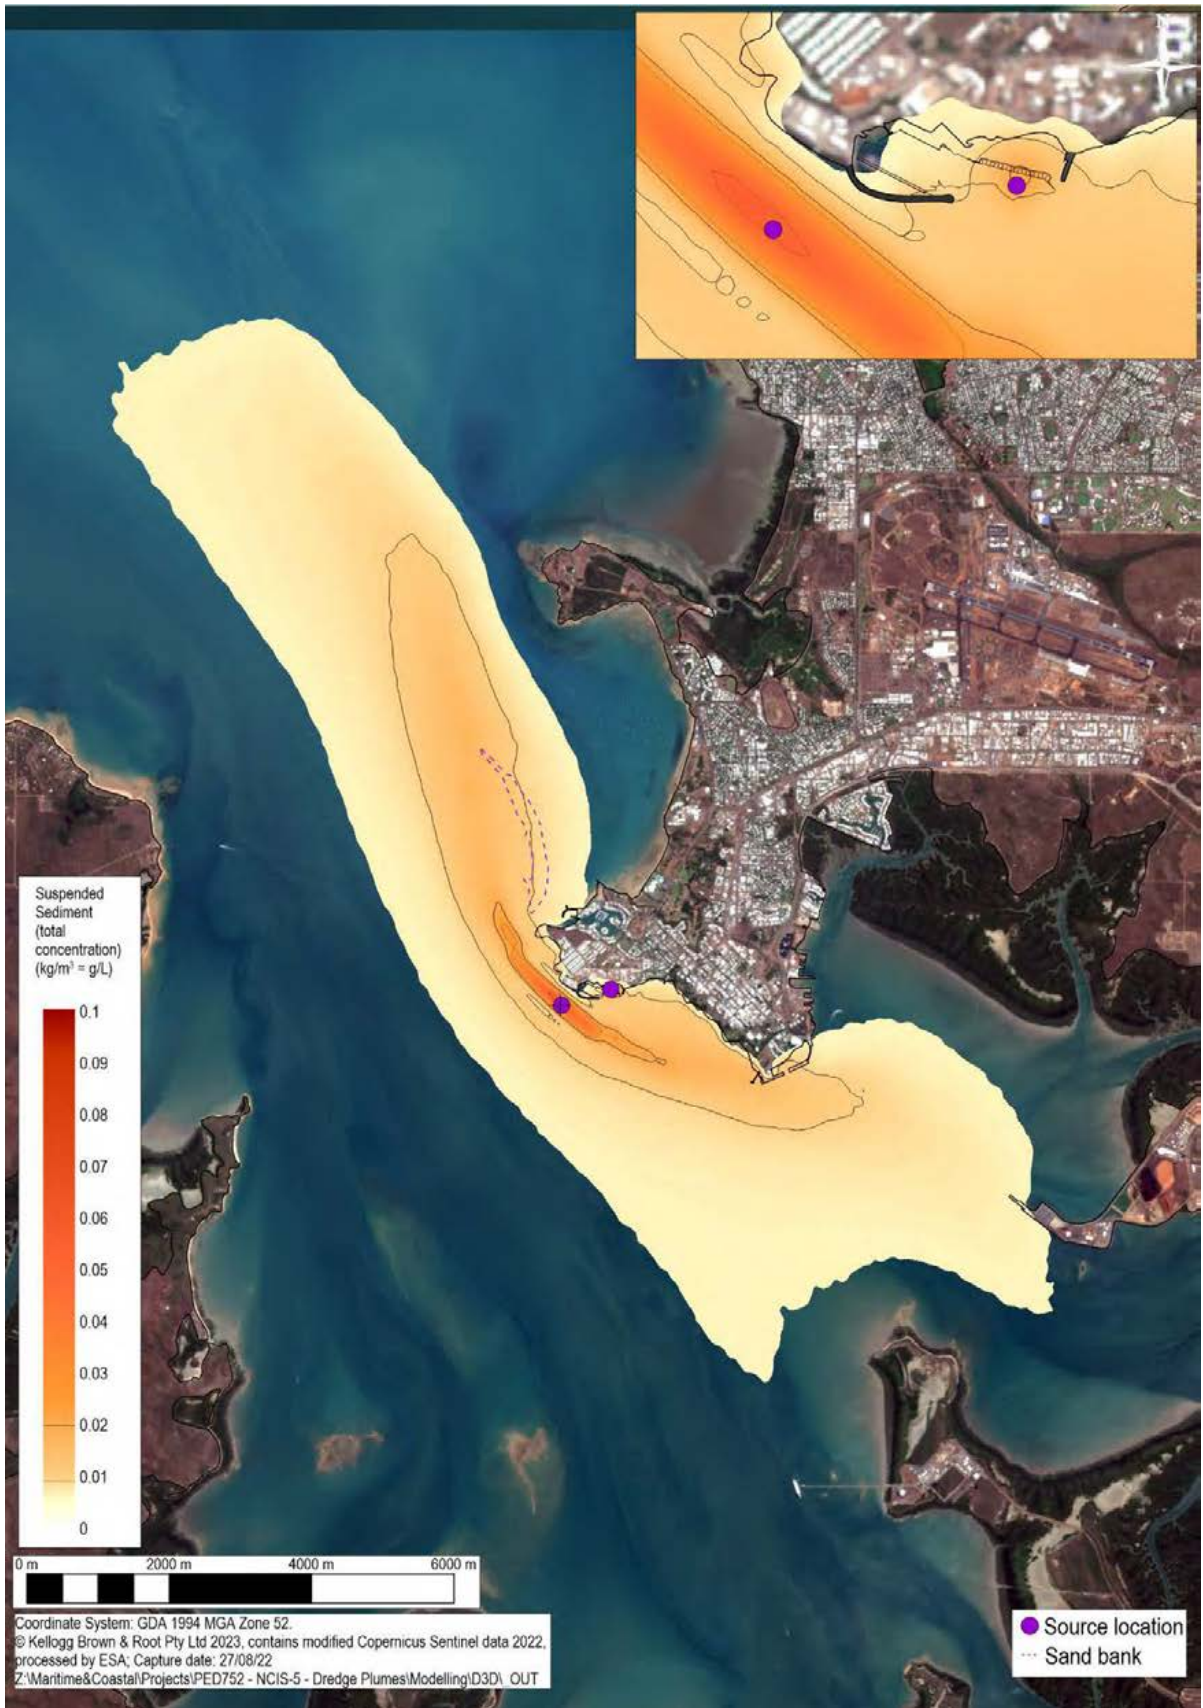 N
Suspended
Sediment
(total
concentration)
(kg/m³ = g/L)
0.1
0.09
0.08
0.07
0.06
0.05
0.04
0.03
0.02
0.01
0
0 m 2000 m 4000 m 6000 m
Coordinate System: GDA 1994 MGA Zone 52.
© Kellogg Brown & Root Pty Ltd 2023, contains modified Copernicus Sentinel data 2022,
processed by ESA; Capture date: 27/08/22
Z:\Maritime&Coastal\Projects\PED752 - NCIS-5 - Dredge Plumes\Modelling\D3D\_OUT
Source location
Sand bank